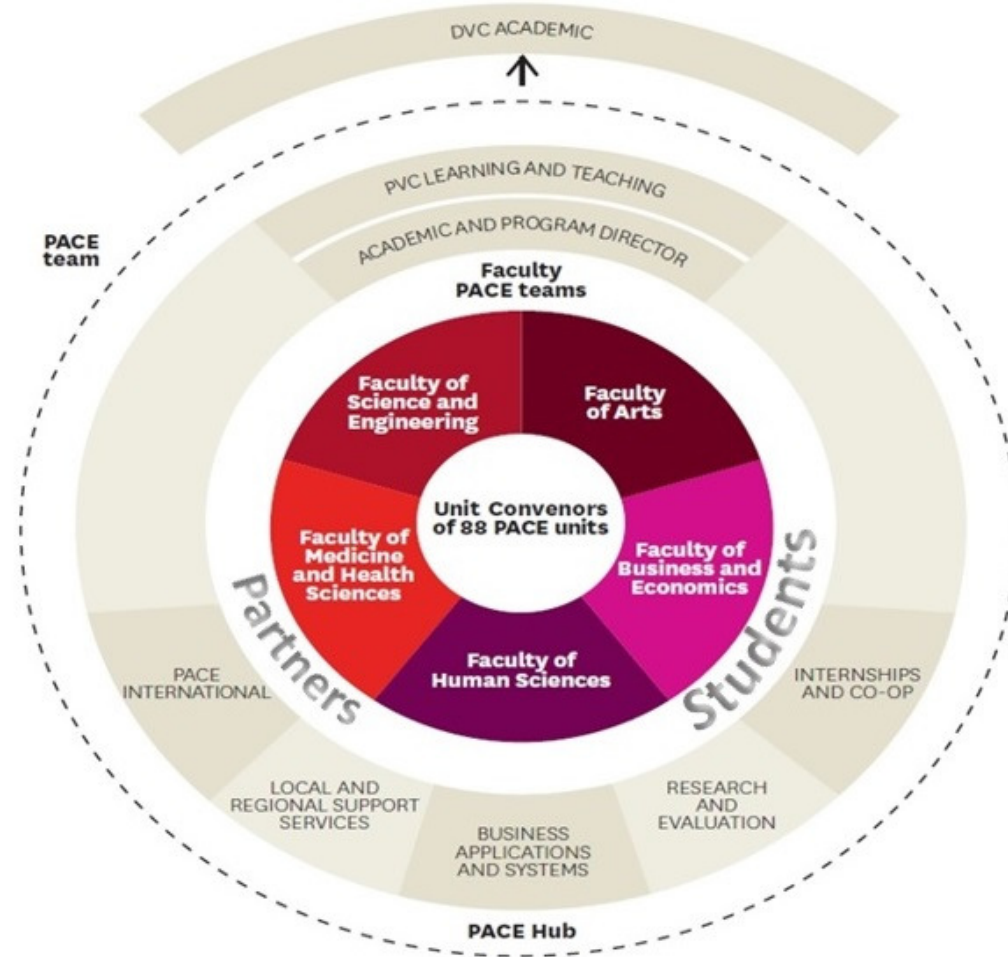 DVC ACADEMIC
PVC LEARNING AND TEACHING
ACADEMIC AND PROGRAM DIRECTOR
PACE
team
Faculty
PACE teams
Faculty of
Science and
Engineering
Faculty
of Arts
Unit Convenors
of 88 PACE units
Faculty of
Medicine
and Health
Sciences
Faculty of
Business and
Economics
Faculty of
Human Sciences
Partners
Students
PACE
INTERNATIONAL
INTERNSHIPS
AND CO-OP
LOCAL AND
REGIONAL SUPPORT
SERVICES
RESEARCH
AND
EVALUATION
BUSINESS
APPLICATIONS
AND SYSTEMS
PACE Hub